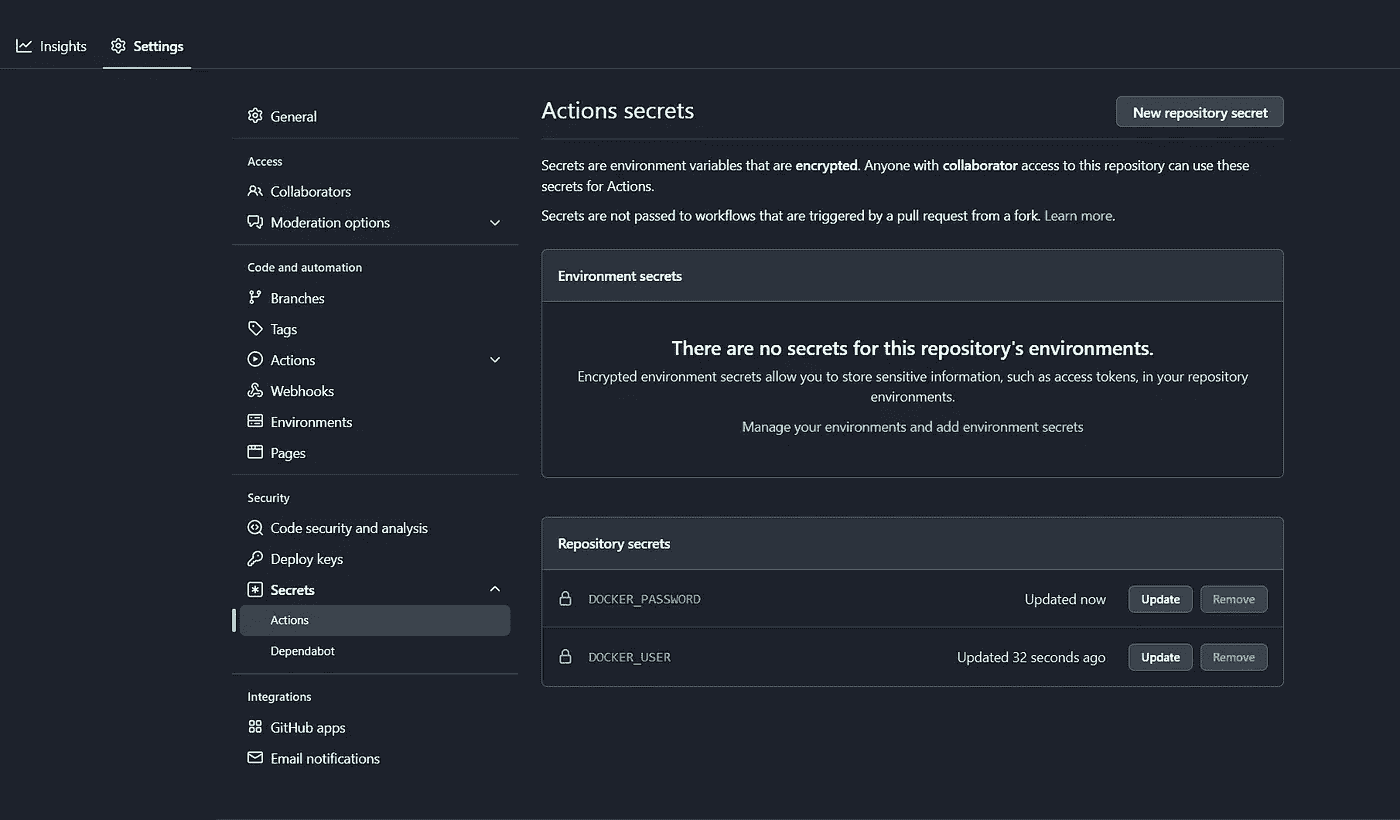 Insights
Settings
General
Access
Collaborators
Moderation options
Code and automation
Branches
Tags
Actions
Webhooks
Environments
Pages
Security
Code security and analysis
Deploy keys
Secrets
Actions
Dependabot
Integrations
GitHub apps
Email notifications
Actions secrets
New repository secret
Secrets are environment variables that are encrypted. Anyone with collaborator access to this repository can use these
secrets for Actions.
Secrets are not passed to workflows that are triggered by a pull request from a fork. Learn more.
Environment secrets
There are no secrets for this repository's environments.
Encrypted environment secrets allow you to store sensitive information, such as access tokens, in your repository
environments.
Manage your environments and add environment secrets
Repository secrets
DOCKER_PASSWORD Updated now Update Remove
DOCKER_USER Updated 32 seconds ago Update Remove